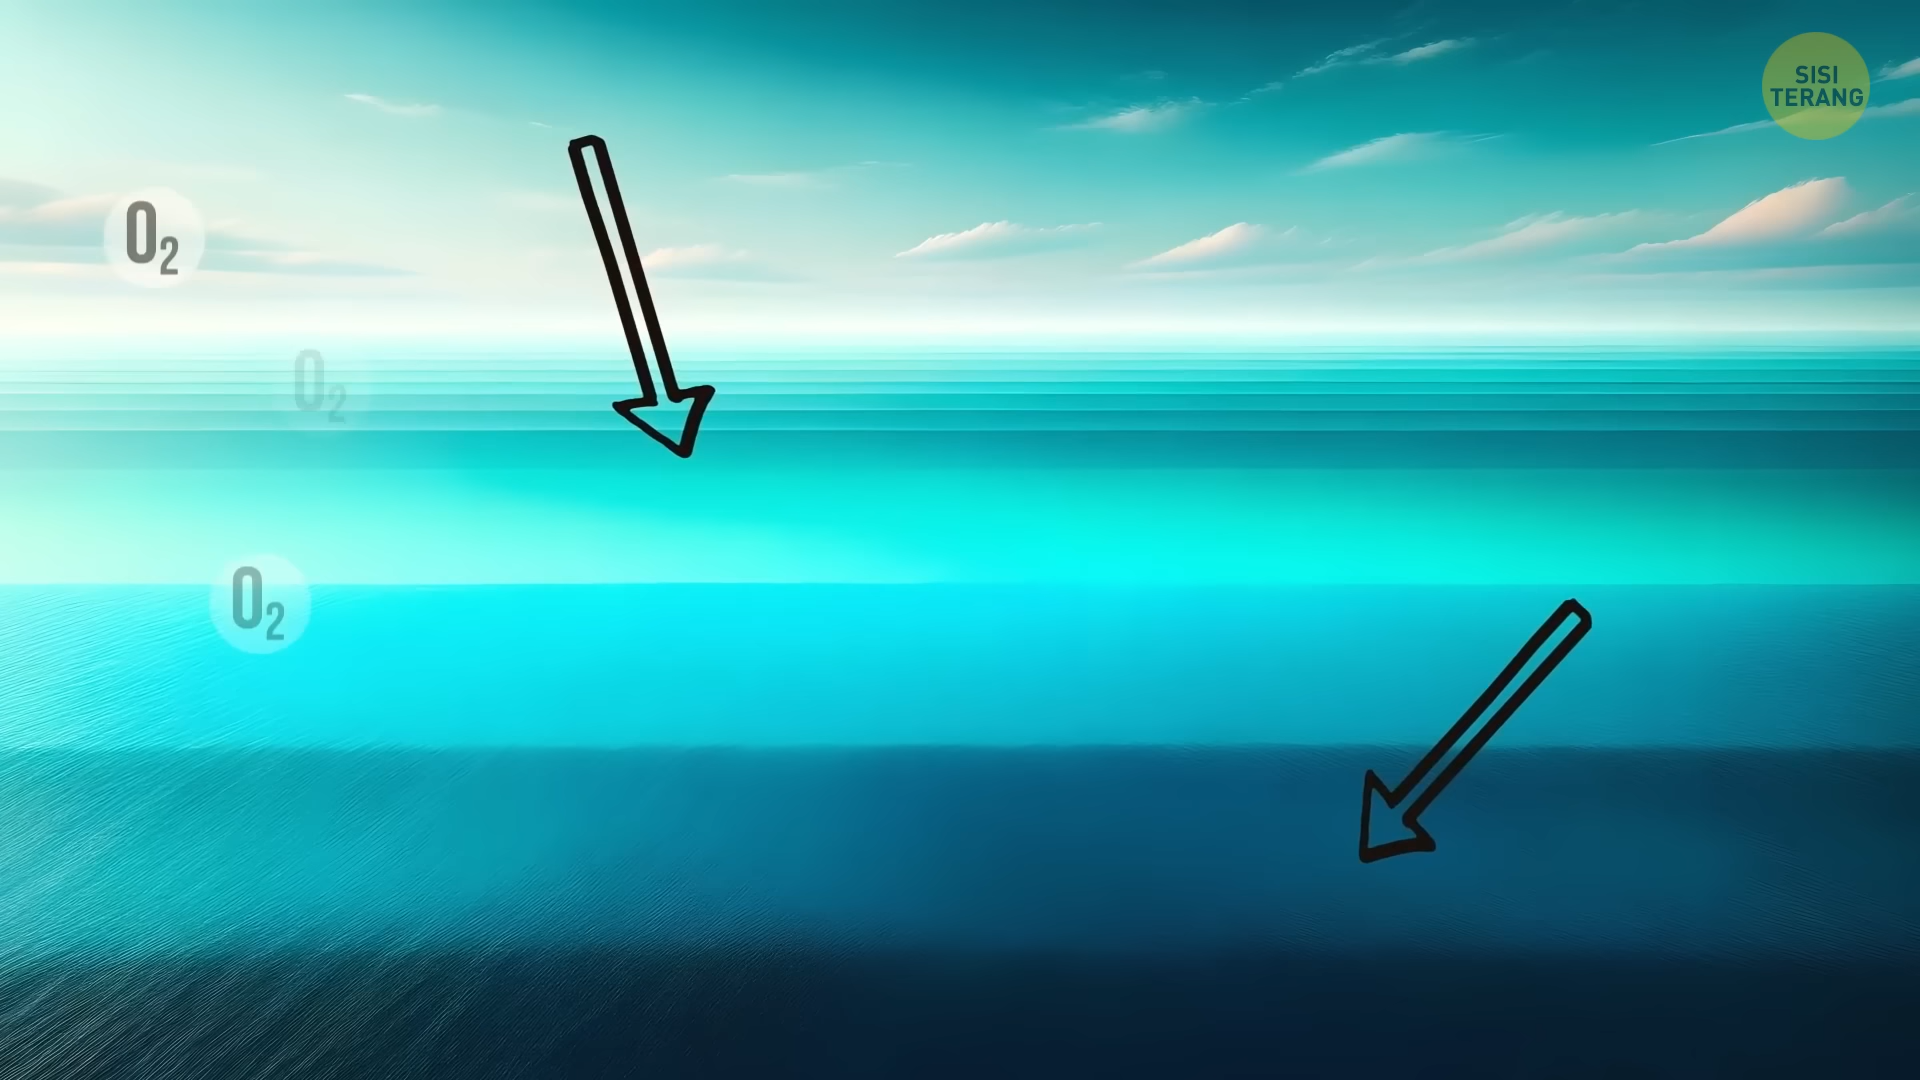 SISI
TERANG
O₂
O₂
O₂